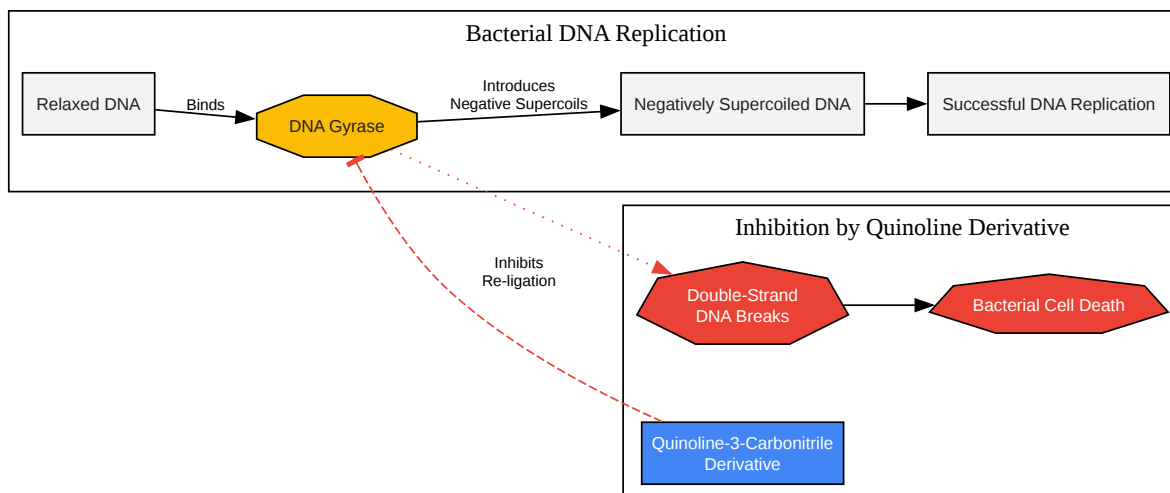 Bacterial DNA Replication
Relaxed DNA
Binds
DNA Gyrase
Introduces
Negative Supercoils
Negatively Supercoiled DNA
Successful DNA Replication
Inhibition by Quinoline Derivative
Inhibits
Re-ligation
Double-Strand
DNA Breaks
Bacterial Cell Death
Quinoline-3-Carbonitrile
Derivative